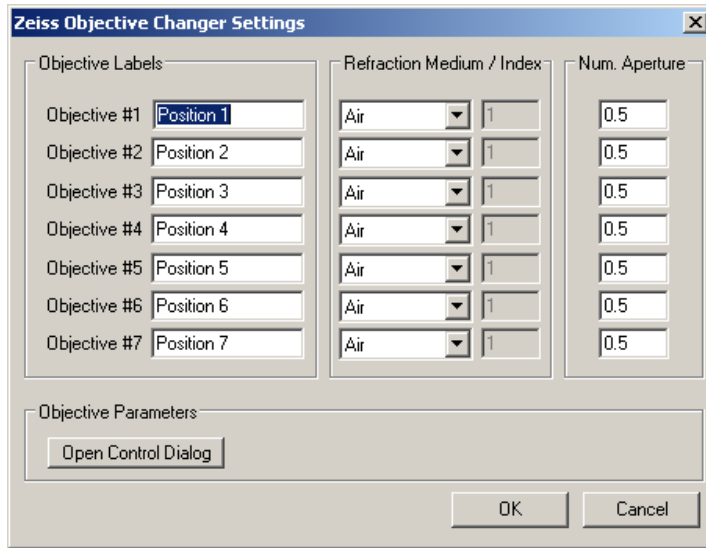 Zeiss Objective Changer Settings
Objective Labels Refraction Medium / Index Num. Aperture
Objective #1 Position 1 Air 1 0.5
Objective #2 Position 2 Air 1 0.5
Objective #3 Position 3 Air 1 0.5
Objective #4 Position 4 Air 1 0.5
Objective #5 Position 5 Air 1 0.5
Objective #6 Position 6 Air 1 0.5
Objective #7 Position 7 Air 1 0.5
Objective Parameters
Open Control Dialog
OK Cancel